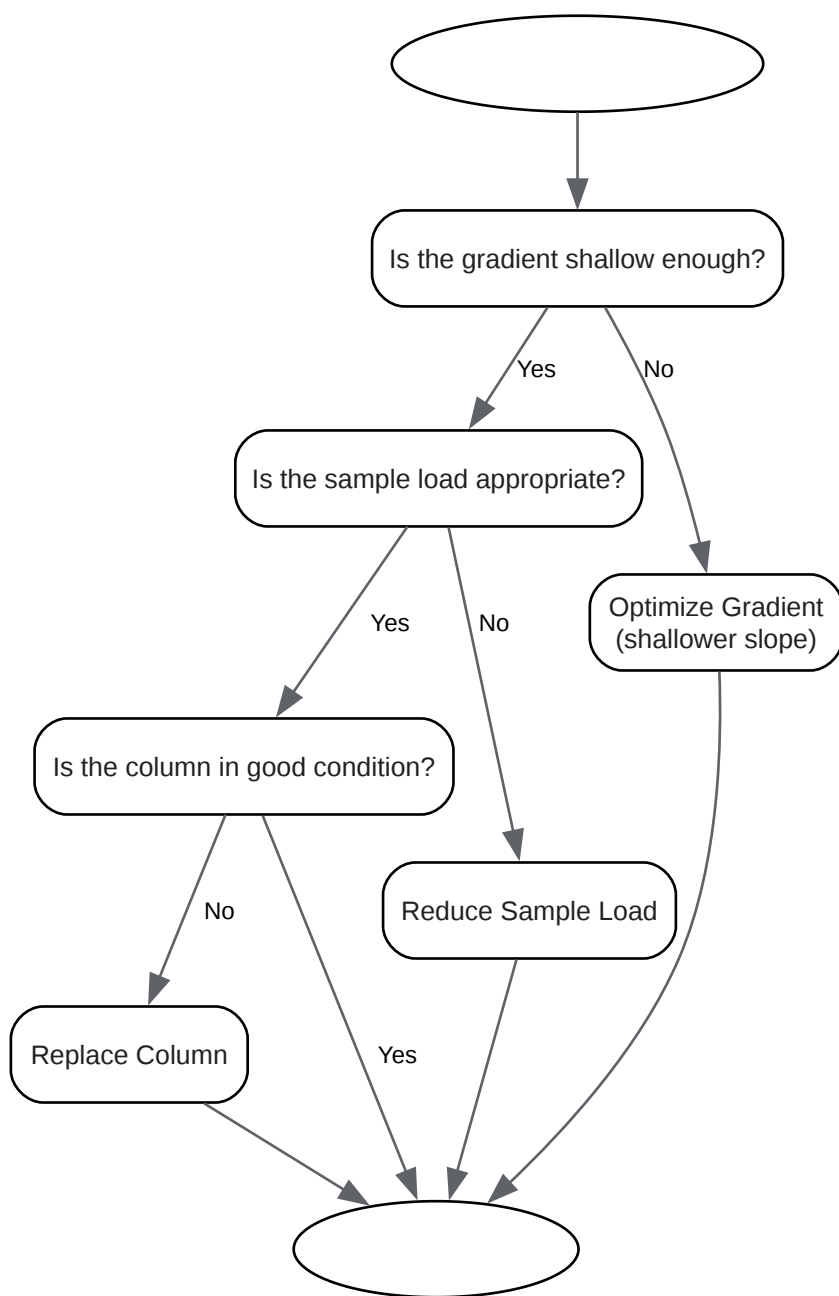 Is the gradient shallow enough?
Yes
No
Is the sample load appropriate?
Optimize Gradient
(shallower slope)
Yes
No
Is the column in good condition?
Reduce Sample Load
No
Replace Column
Yes